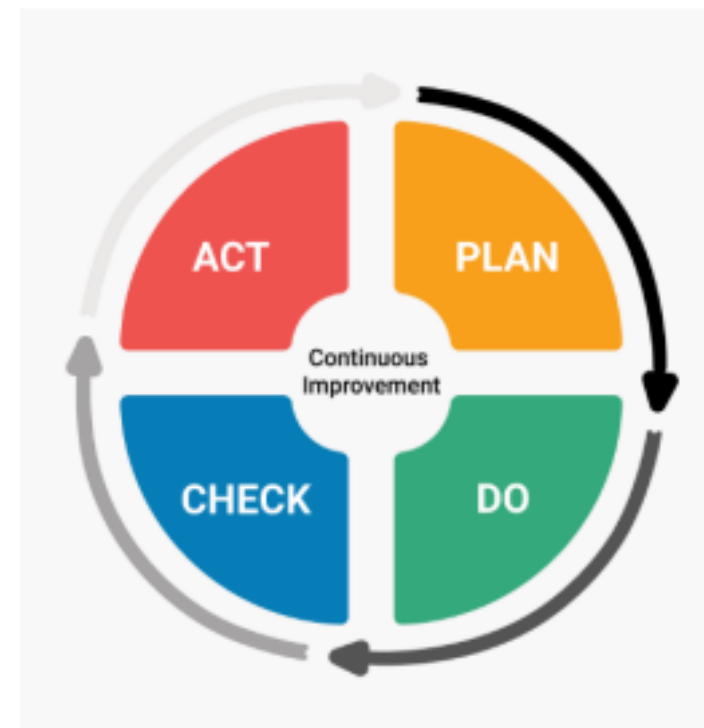 ACT
PLAN
Continuous
Improvement
CHECK
DO